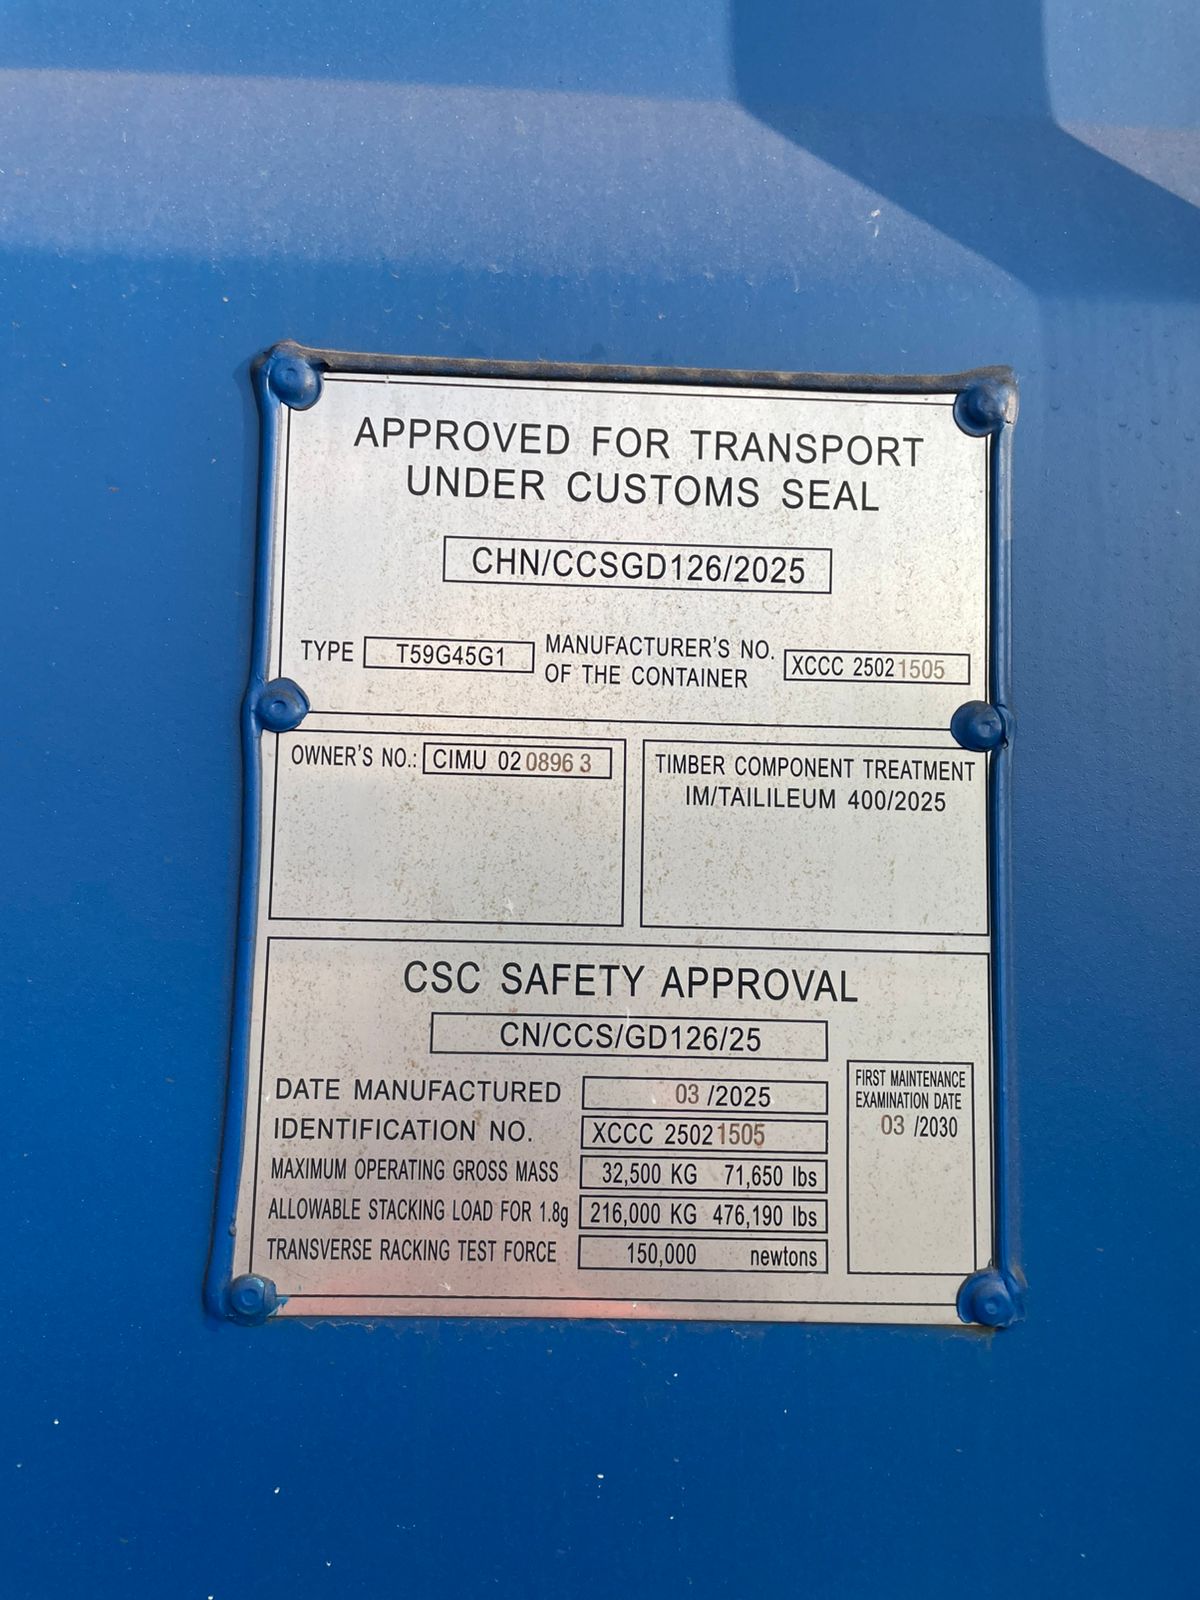 APPROVED FOR TRANSPORT
UNDER CUSTOMS SEAL
CHN/CCSGD126/2025
TYPE T59G45G1 MANUFACTURER'S NO. OF THE CONTAINER XCCC 25021505
OWNER'S NO.: CIMU 020896 3
TIMBER COMPONENT TREATMENT
IM/TAILILEUM 400/2025
CSC SAFETY APPROVAL
CN/CCS/GD126/25
DATE MANUFACTURED 03 /2025
IDENTIFICATION NO. XCCC 25021505
MAXIMUM OPERATING GROSS MASS 32,500 KG 71,650 lbs
ALLOWABLE STACKING LOAD FOR 1.8g 216,000 KG 476,190 lbs
TRANSVERSE RACKING TEST FORCE 150,000 newtons
FIRST MAINTENANCE
EXAMINATION DATE
03 /2030